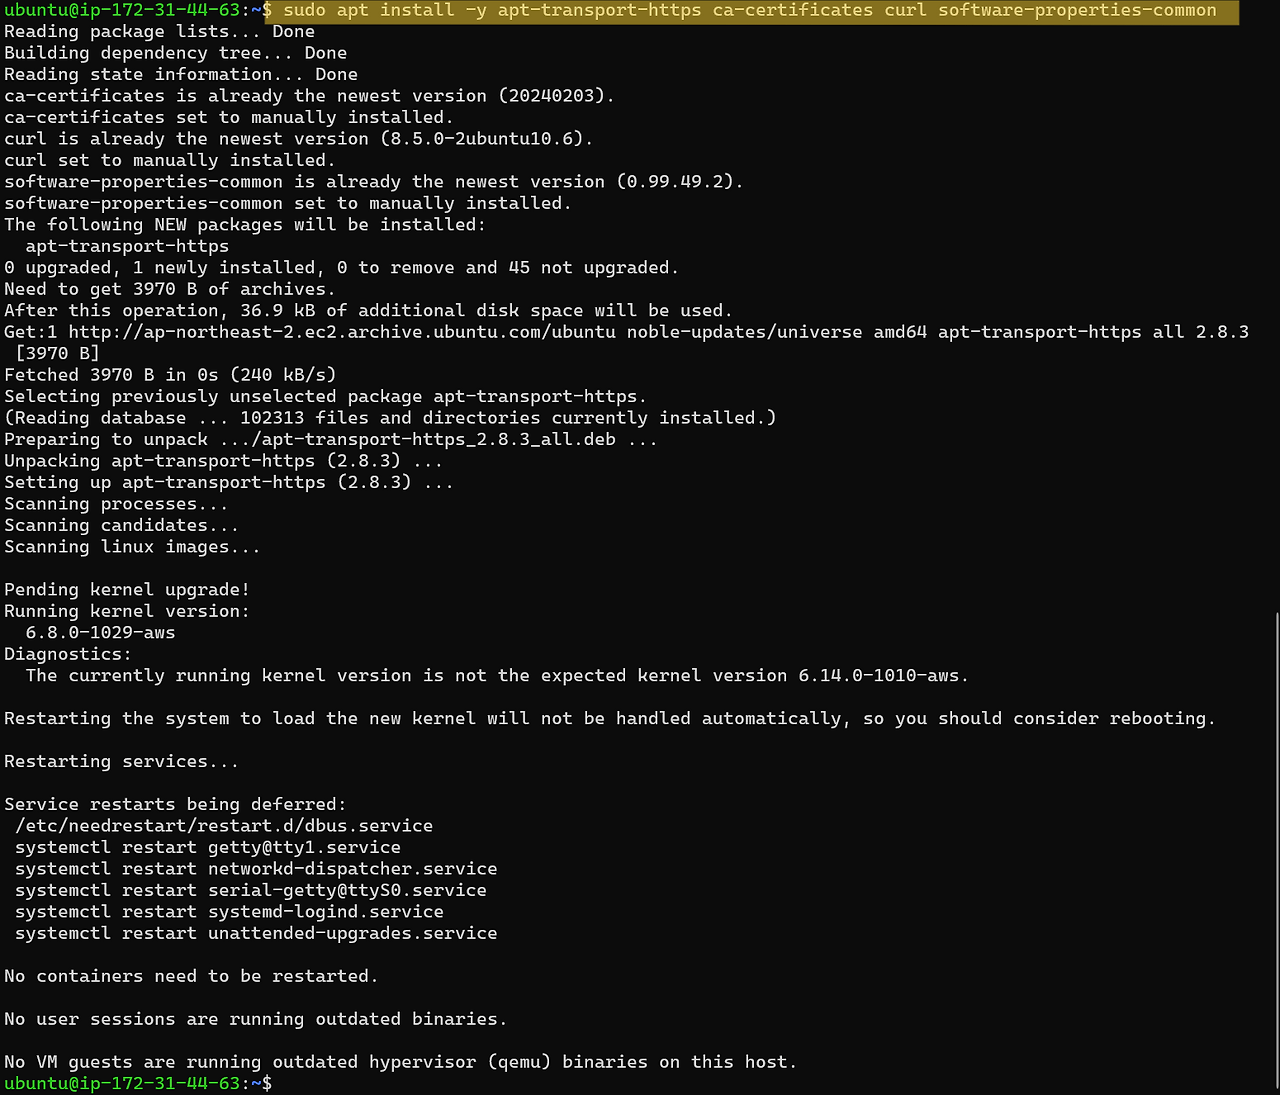 ubuntu@ip-172-31-44-63:~$ sudo apt install -y apt-transport-https ca-certificates curl software-properties-common
Reading package lists... Done
Building dependency tree... Done
Reading state information... Done
ca-certificates is already the newest version (20240203).
ca-certificates set to manually installed.
curl is already the newest version (8.5.0-2ubuntu10.6).
curl set to manually installed.
software-properties-common is already the newest version (0.99.49.2).
software-properties-common set to manually installed.
The following NEW packages will be installed:
  apt-transport-https
0 upgraded, 1 newly installed, 0 to remove and 45 not upgraded.
Need to get 3970 B of archives.
After this operation, 36.9 kB of additional disk space will be used.
Get:1 http://ap-northeast-2.ec2.archive.ubuntu.com/ubuntu noble-updates/universe amd64 apt-transport-https all 2.8.3
 [3970 B]
Fetched 3970 B in 0s (240 kB/s)
Selecting previously unselected package apt-transport-https.
(Reading database ... 102313 files and directories currently installed.)
Preparing to unpack .../apt-transport-https_2.8.3_all.deb ...
Unpacking apt-transport-https (2.8.3) ...
Setting up apt-transport-https (2.8.3) ...
Scanning processes...
Scanning candidates...
Scanning linux images...

Pending kernel upgrade!
Running kernel version:
  6.8.0-1029-aws
Diagnostics:
  The currently running kernel version is not the expected kernel version 6.14.0-1010-aws.

Restarting the system to load the new kernel will not be handled automatically, so you should consider rebooting.

Restarting services...

Service restarts being deferred:
 /etc/needrestart/restart.d/dbus.service
 systemctl restart getty@tty1.service
 systemctl restart networkd-dispatcher.service
 systemctl restart serial-getty@ttyS0.service
 systemctl restart systemd-logind.service
 systemctl restart unattended-upgrades.service

No containers need to be restarted.

No user sessions are running outdated binaries.

No VM guests are running outdated hypervisor (qemu) binaries on this host.
ubuntu@ip-172-31-44-63:~$